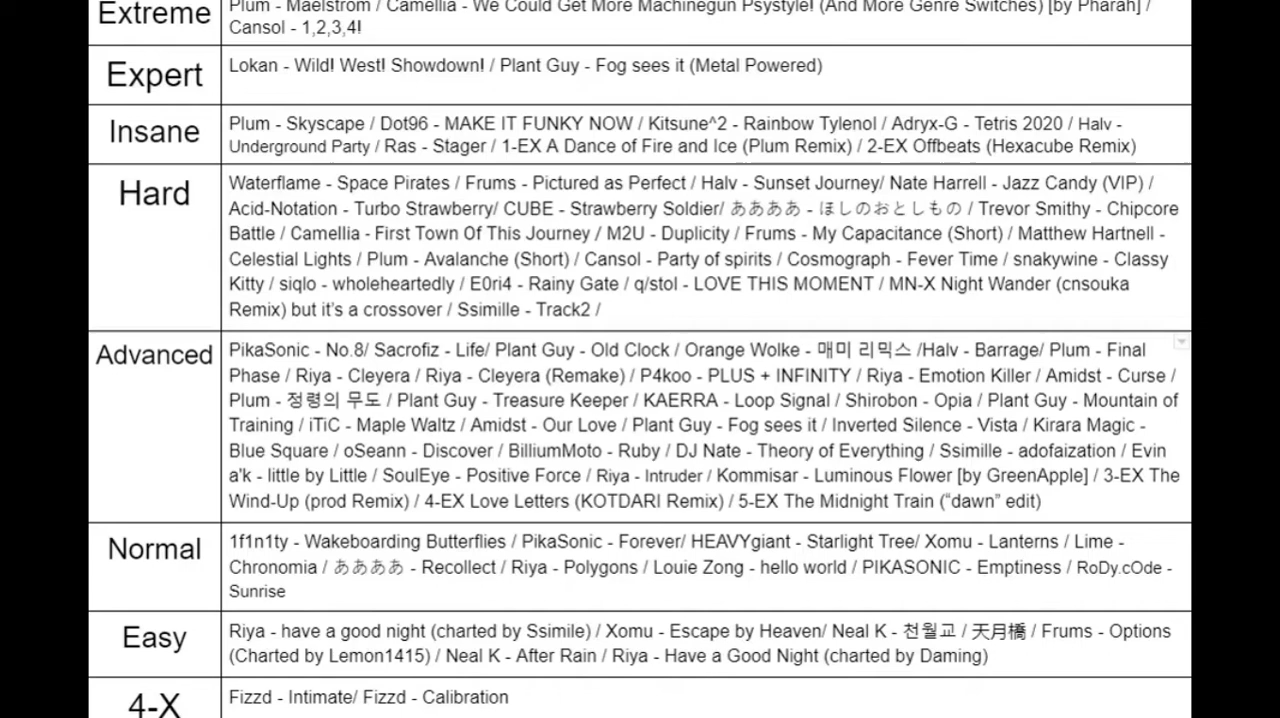 Extreme
Plum - Maelstrom / Camellia - We Could Get More Machinegun Psystyle! (And More Genre Switches) [by Pharah] /
Cansol - 1,2,3,4!
Expert
Lokan - Wild! West! Showdown! / Plant Guy - Fog sees it (Metal Powered)
Insane
Plum - Skyscape / Dot96 - MAKE IT FUNKY NOW / Kitsune^2 - Rainbow Tylenol / Adryx-G - Tetris 2020 / Halv -
Underground Party / Ras - Stager / 1-EX A Dance of Fire and Ice (Plum Remix) / 2-EX Offbeats (Hexacube Remix)
Hard
Waterflame - Space Pirates / Frums - Pictured as Perfect / Halv - Sunset Journey/ Nate Harrell - Jazz Candy (VIP) /
Acid-Notation - Turbo Strawberry/ CUBE - Strawberry Soldier/ ああああ - ほしのおとしもの / Trevor Smithy - Chipcore
Battle / Camellia - First Town Of This Journey / M2U - Duplicity / Frums - My Capacitance (Short) / Matthew Hartnell -
Celestial Lights / Plum - Avalanche (Short) / Cansol - Party of spirits / Cosmograph - Fever Time / snakywine - Classy
Kitty / siqlo - wholeheartedly / E0ri4 - Rainy Gate / q/stol - LOVE THIS MOMENT / MN-X Night Wander (cnsouka
Remix) but it's a crossover / Ssimille - Track2 /
Advanced
PikaSonic - No.8/ Sacrofiz - Life/ Plant Guy - Old Clock / Orange Wolke - 매미 리믹스 /Halv - Barrage/ Plum - Final
Phase / Riya - Cleyera / Riya - Cleyera (Remake) / P4koo - PLUS + INFINITY / Riya - Emotion Killer / Amidst - Curse /
Plum - 정령의 무도 / Plant Guy - Treasure Keeper / KAERRA - Loop Signal / Shirobon - Opia / Plant Guy - Mountain of
Training / iTiC - Maple Waltz / Amidst - Our Love / Plant Guy - Fog sees it / Inverted Silence - Vista / Kirara Magic -
Blue Square / oSeann - Discover / BilliumMoto - Ruby / DJ Nate - Theory of Everything / Ssimille - adofaization / Evin
a'k - little by Little / SoulEye - Positive Force / Riya - Intruder / Kommisar - Luminous Flower [by GreenApple] / 3-EX The
Wind-Up (prod Remix) / 4-EX Love Letters (KOTDARI Remix) / 5-EX The Midnight Train (“dawn” edit)
Normal
1f1n1ty - Wakeboarding Butterflies / PikaSonic - Forever/ HEAVYgiant - Starlight Tree/ Xomu - Lanterns / Lime -
Chronomia / ああああ - Recollect / Riya - Polygons / Louie Zong - hello world / PIKASONIC - Emptiness / RoDy.cOde -
Sunrise
Easy
Riya - have a good night (charted by Ssimile) / Xomu - Escape by Heaven/ Neal K - 천월교 / 天月橋 / Frums - Options
(Charted by Lemon1415) / Neal K - After Rain / Riya - Have a Good Night (charted by Daming)
4-X
Fizzd - Intimate/ Fizzd - Calibration